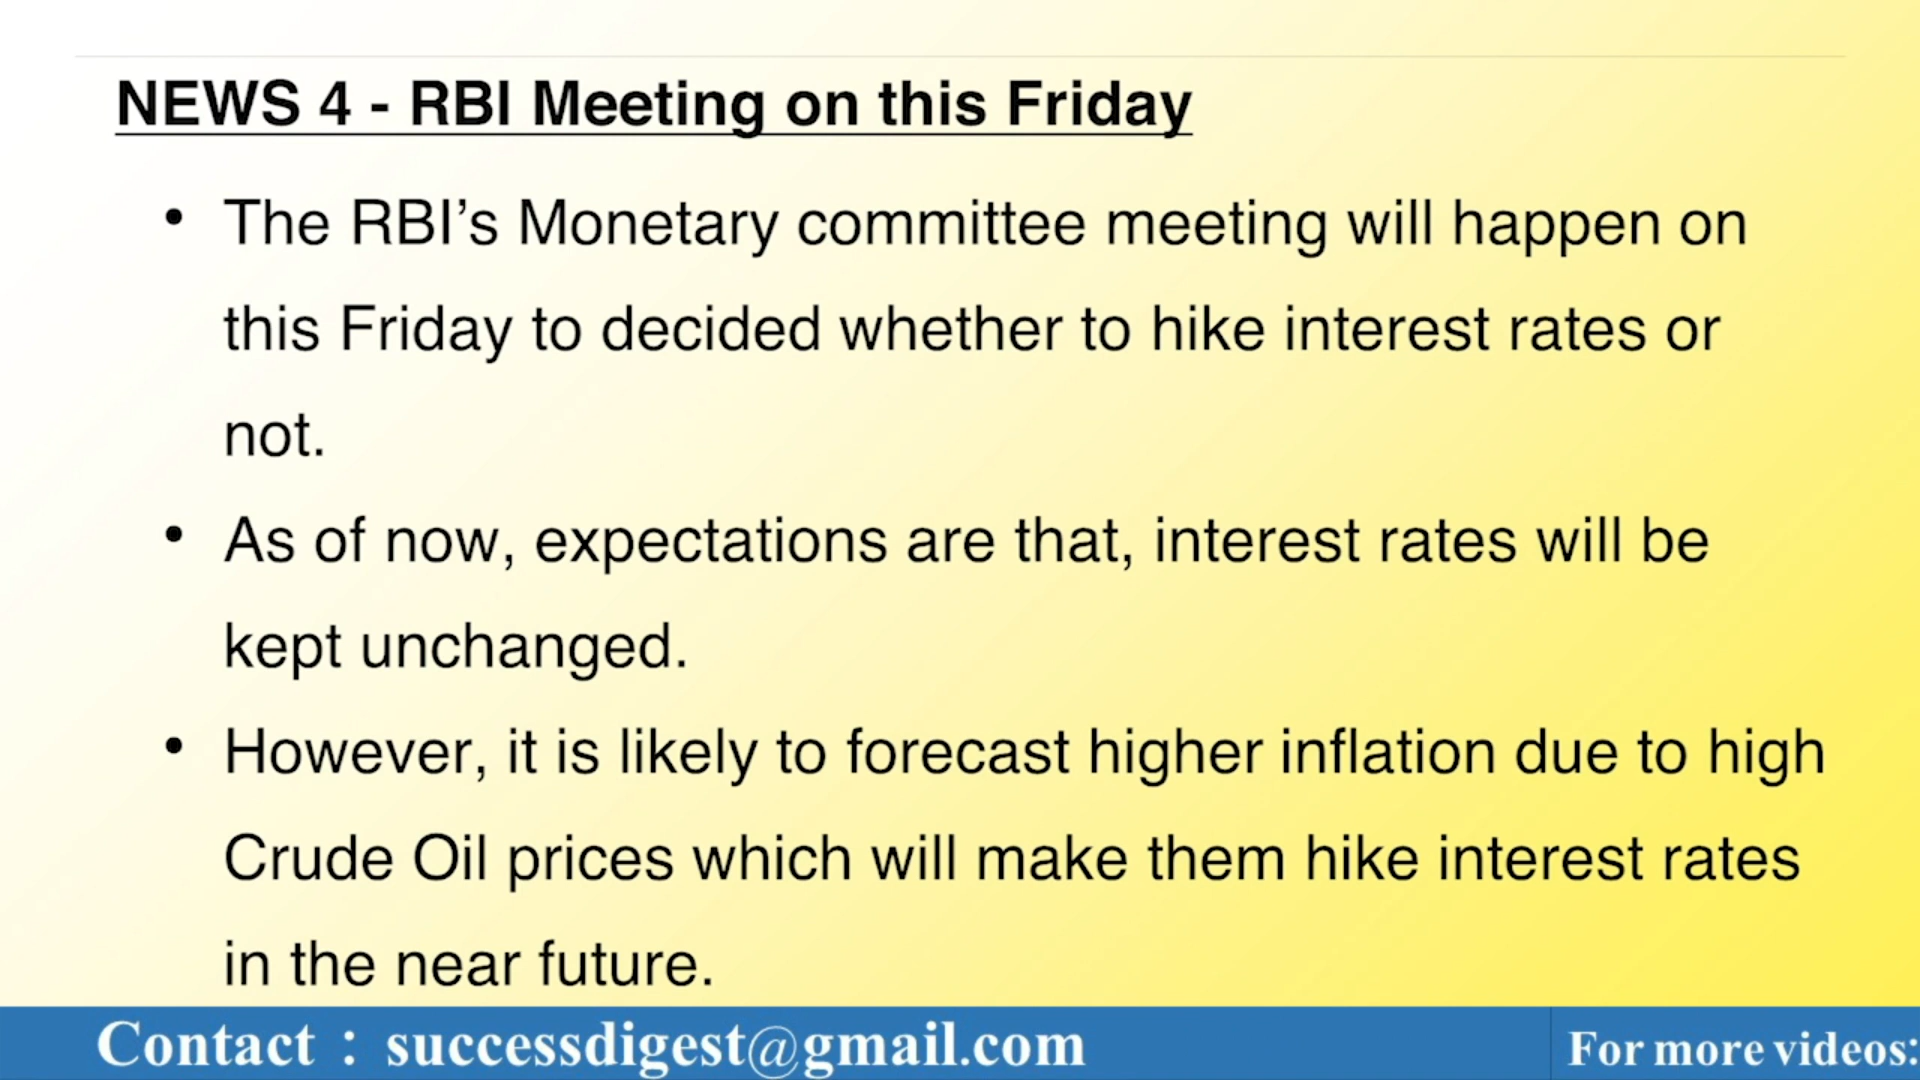 NEWS 4 - RBI Meeting on this Friday
• The RBI’s Monetary committee meeting will happen on
this Friday to decided whether to hike interest rates or
not.
• As of now, expectations are that, interest rates will be
kept unchanged.
• However, it is likely to forecast higher inflation due to high
Crude Oil prices which will make them hike interest rates
in the near future.
Contact : successdigest@gmail.com
For more videos: